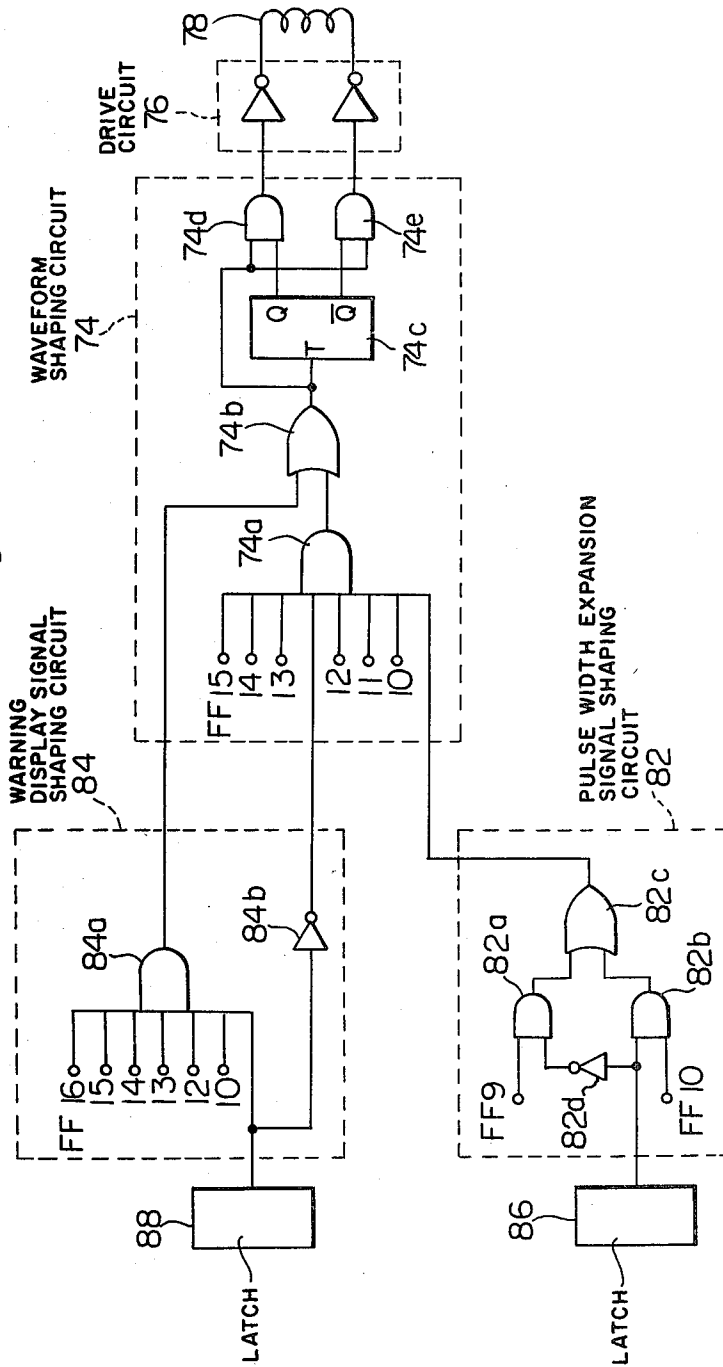 WARNING
DISPLAY SIGNAL
SHAPING CIRCUIT
84
FF 16
15
14
13
12
10
84a
84b
88
LATCH
WAVEFORM
SHAPING CIRCUIT
74
FF 15
14
13
12
11
10
74a
74b
T
Q
Q̅
74c
74d
74e
DRIVE
CIRCUIT
76
78
PULSE WIDTH EXPANSION
SIGNAL SHAPING
CIRCUIT
82
FF9
FF 10
82a
82b
82c
82d
86
LATCH